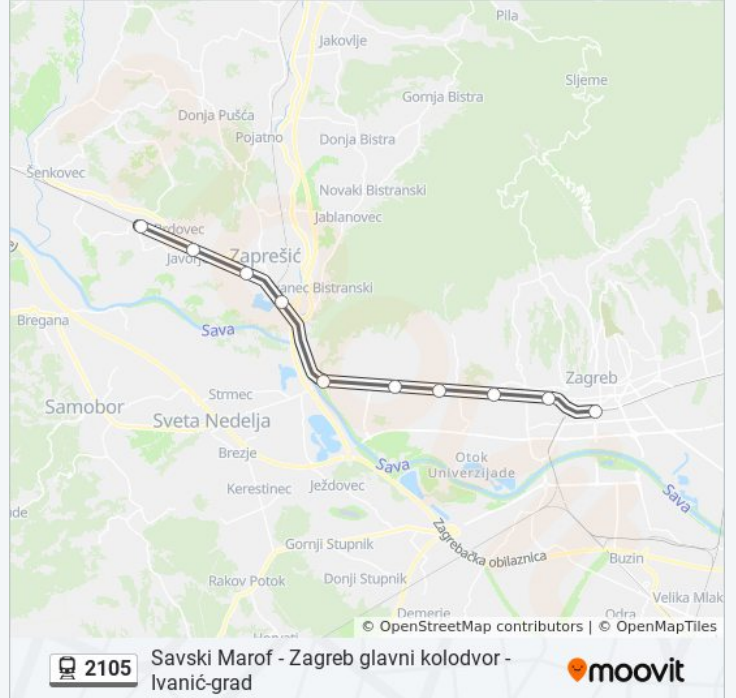 Pila
Jakovlje
Sljeme
Gornja Bistra
Donja Pušća
Pojatno
Donja Bistra
Šenkovec
Novaki Bistranski
Jablanovec
Javorj
Zaprešić
Bregana
Sava
Zagreb
Strmec
Samobor
Sveta Nedelja
Brezje
Otok
Univerzijade
Sava
Kerestinec
Ježdovec
Sava
Zagrebačka obilaznica
Gornji Stupnik
Buzin
Rakov Potok
Donji Stupnik
Velika Mlak
Demerje
Odra
© OpenStreetMap contributors | © OpenMapTiles
2105
Savski Marof - Zagreb glavni kolodvor -
Ivanić-grad
moovit